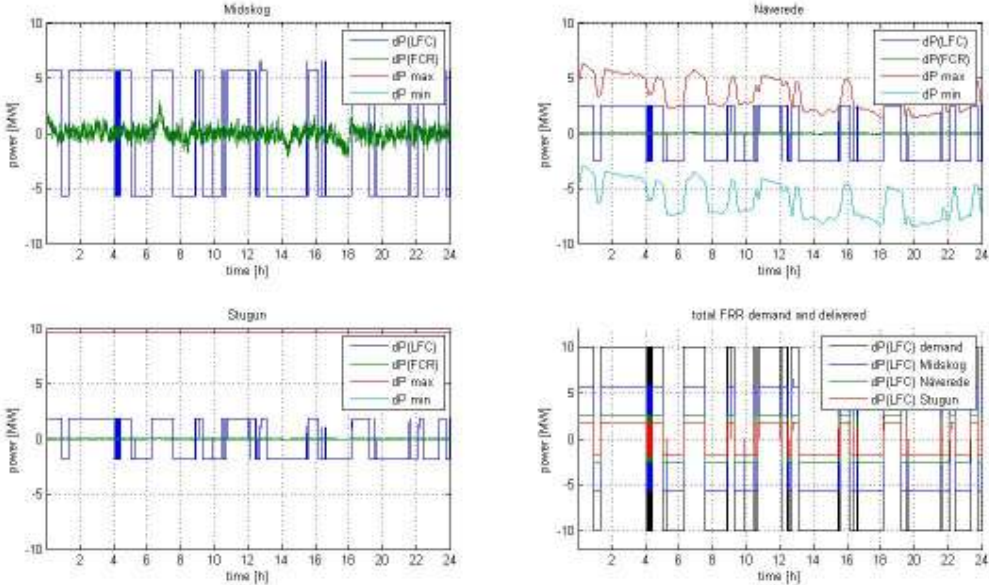 Midskog
10
5
0
-5
-10
power [MW]
2 4 6 8 10 12 14 16 18 20 22 24
time [h]
dP(LFC)
dP(FCR)
dP max
dP min
Näverede
10
5
0
-5
-10
power [MW]
2 4 6 8 10 12 14 16 18 20 22 24
time [h]
dP(LFC)
dP(FCR)
dP max
dP min
Stugun
10
5
0
-5
-10
power [MW]
2 4 6 8 10 12 14 16 18 20 22 24
time [h]
dP(LFC)
dP(FCR)
dP max
dP min
total FRR demand and delivered
10
5
0
-5
-10
power [MW]
2 4 6 8 10 12 14 16 18 20 22 24
time [h]
dP(LFC) demand
dP(LFC) Midskog
dP(LFC) Näverede
dP(LFC) Stugun